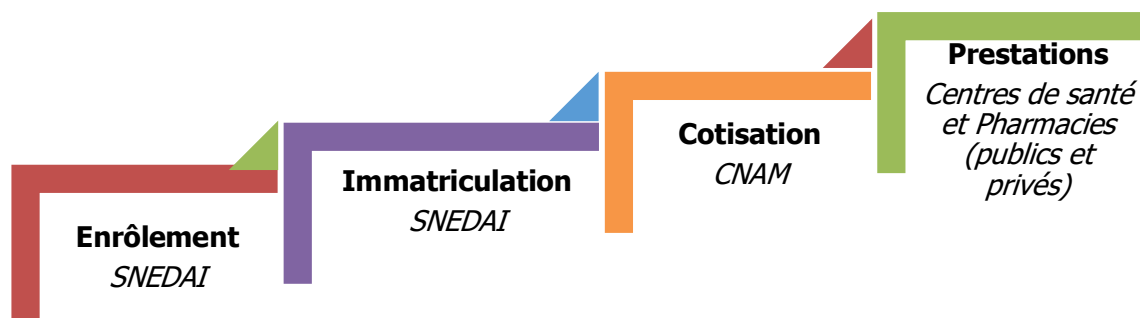 Enrôlement
SNEDAI
Immatriculation
SNEDAI
Cotisation
CNAM
Prestations
Centres de santé
et Pharmacies
(publics et
privés)